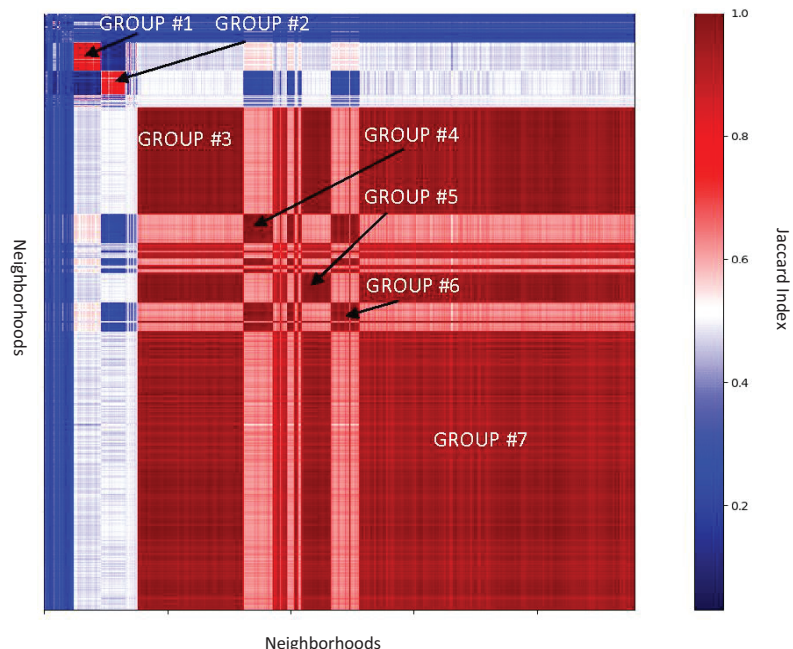 GROUP #1
GROUP #2
GROUP #3
GROUP #4
GROUP #5
GROUP #6
GROUP #7
Neighborhoods
Neighborhoods
1.0
0.8
0.6
0.4
0.2
Jaccard Index